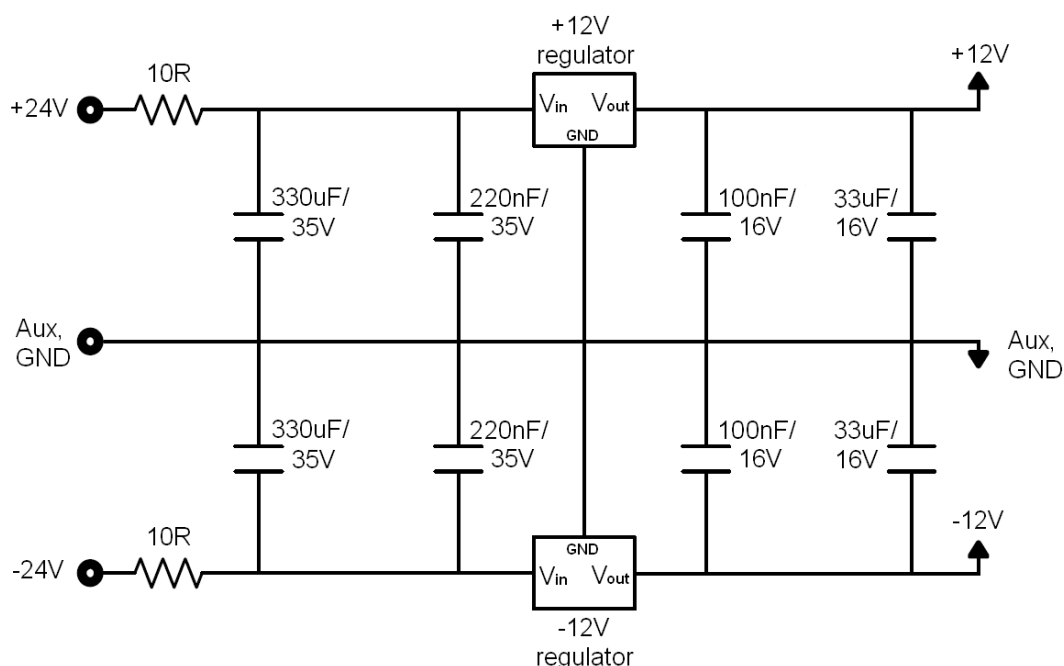 +12V
regulator
+12V
10R
+24V
Vin
Vout
GND
330uF/
35V
220nF/
35V
100nF/
16V
33uF/
16V
Aux,
GND
Aux,
GND
330uF/
35V
220nF/
35V
100nF/
16V
33uF/
16V
10R
-12V
-24V
GND
Vin
Vout
-12V
regulator